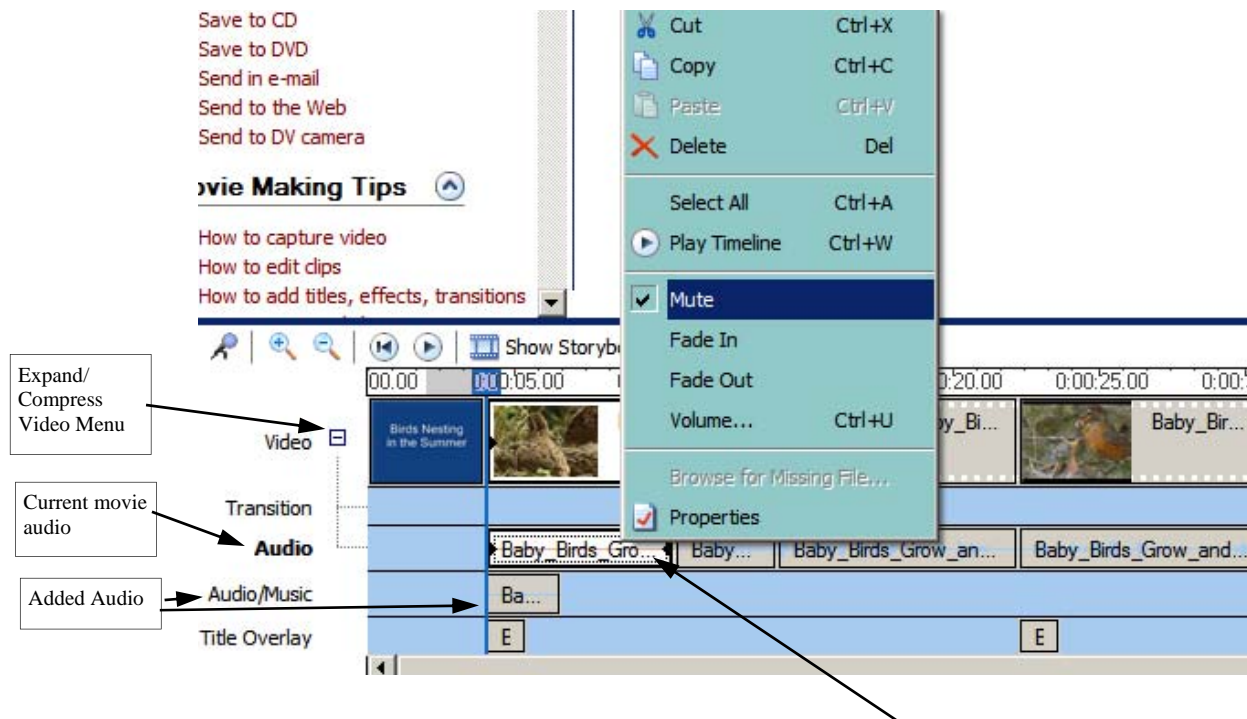 Save to CD
Save to DVD
Send in e-mail
Send to the Web
Send to DV camera
ovie Making Tips
How to capture video
How to edit clips
How to add titles, effects, transitions
Cut Ctrl+X
Copy Ctrl+C
Paste Ctrl+V
Delete Del
Select All Ctrl+A
Play Timeline Ctrl+W
Mute
Fade In
Fade Out
Volume... Ctrl+U
Browse for Missing File...
Properties
Show Storyb
00.00 0:00:05.00 0:20.00 0:00:25.00 0:00:
Expand/
Compress
Video Menu
Video
Birds Nesting
in the Summer
by_Bi...
Baby_Bir...
Current movie
audio
Transition
Audio
Baby_Birds_Gro... Baby... Baby_Birds_Grow_an... Baby_Birds_Grow_and...
Added Audio
Audio/Music
Ba...
Title Overlay
E E